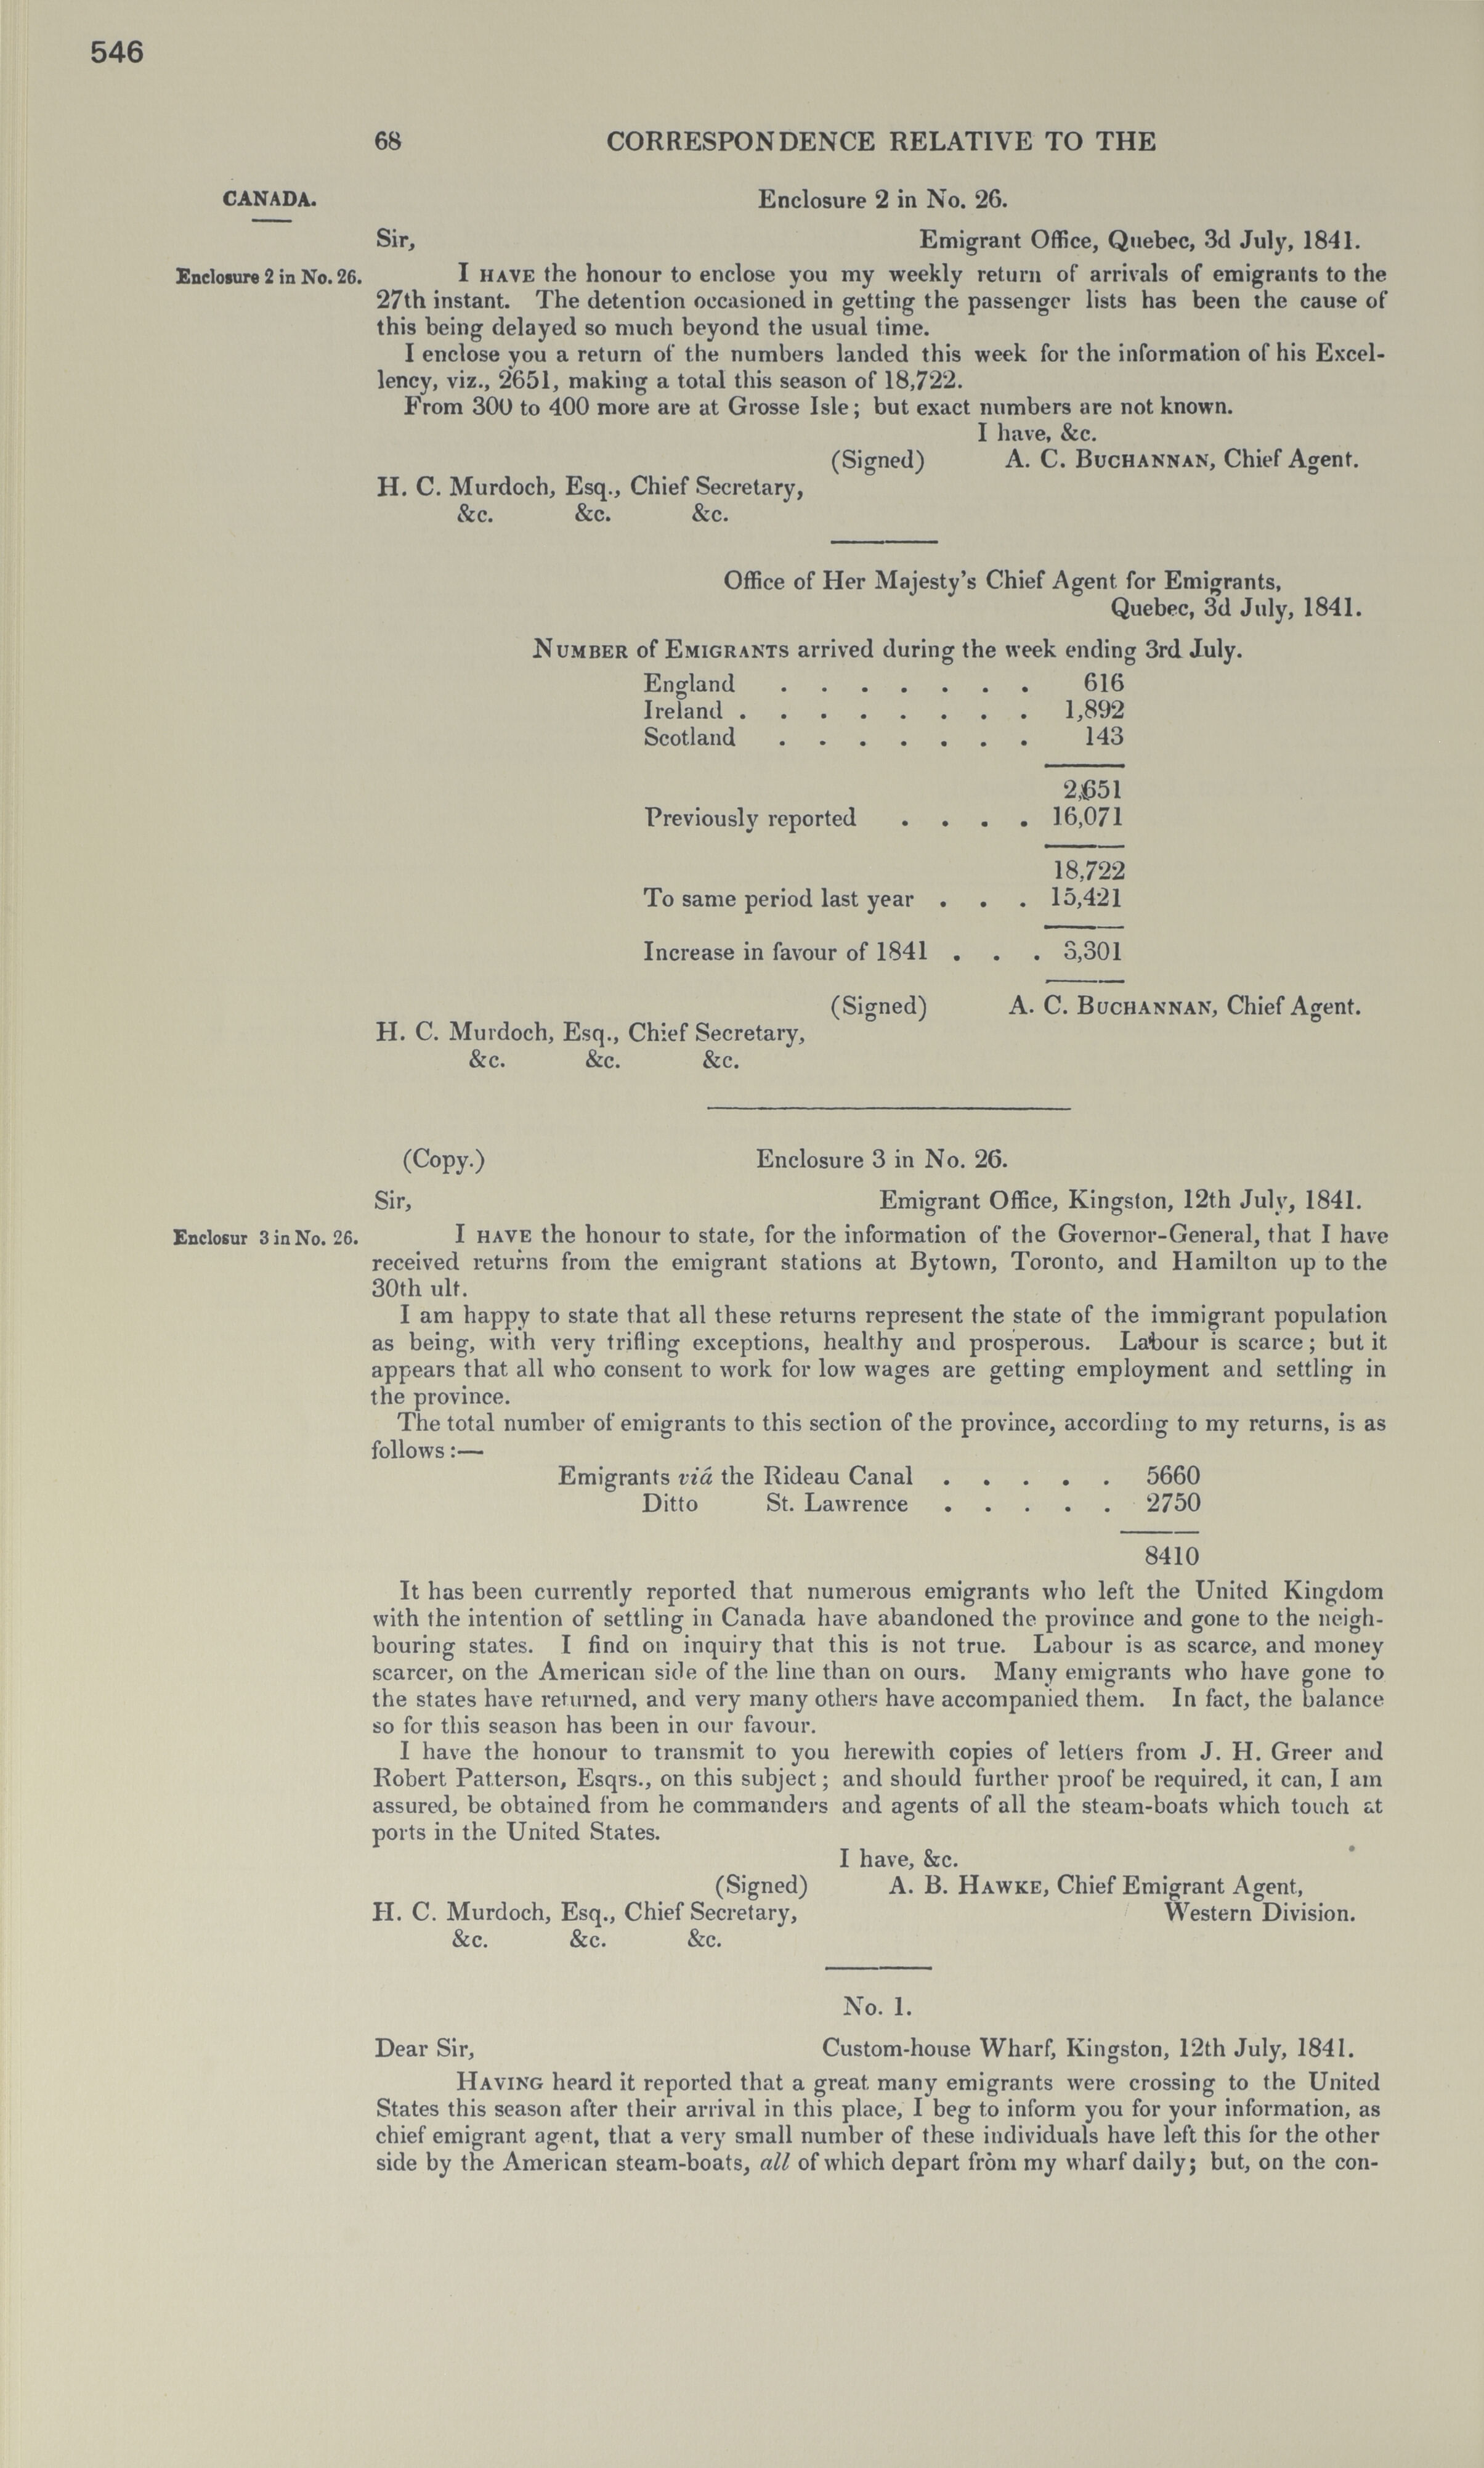 546
68 CORRESPONDENCE RELATIVE TO THE
CANADA.
Enclosure 2 in No. 26.
Sir, Emigrant Office, Quebec, 3d July, 1841.
Enclosure 2 in No. 26.
I HAVE the honour to enclose you my weekly return of arrivals of emigrants to the
27th instant. The detention occasioned in getting the passenger lists has been the cause of
this being delayed so much beyond the usual time.
I enclose you a return of the numbers landed this week for the information of his Excel-
lency, viz., 2651, making a total this season of 18,722.
From 300 to 400 more are at Grosse Isle; but exact numbers are not known.
I have, &c.
(Signed) A. C. BUCHANNAN, Chief Agent.
H. C. Murdoch, Esq., Chief Secretary,
&c. &c. &c.
Office of Her Majesty's Chief Agent for Emigrants,
Quebec, 3d July, 1841.
NUMBER of EMIGRANTS arrived during the week ending 3rd July.
England . . . . . . . 616
Ireland . . . . . . . . 1,892
Scotland . . . . . . . 143
2,651
Previously reported . . . . 16,071
18,722
To same period last year . . . 15,421
Increase in favour of 1841 . . . 3,301
(Signed) A. C. BUCHANNAN, Chief Agent.
H. C. Murdoch, Esq., Chief Secretary,
&c. &c. &c.
(Copy.) Enclosure 3 in No. 26.
Sir, Emigrant Office, Kingston, 12th July, 1841.
Enclosur 3 in No. 26.
I HAVE the honour to state, for the information of the Governor-General, that I have
received returns from the emigrant stations at Bytown, Toronto, and Hamilton up to the
30th ult.
I am happy to state that all these returns represent the state of the immigrant population
as being, with very trifling exceptions, healthy and prosperous. Labour is scarce; but it
appears that all who consent to work for low wages are getting employment and settling in
the province.
The total number of emigrants to this section of the province, according to my returns, is as
follows:—
Emigrants viâ the Rideau Canal . . . . . 5660
Ditto St. Lawrence . . . . . 2750
8410
It has been currently reported that numerous emigrants who left the United Kingdom
with the intention of settling in Canada have abandoned the province and gone to the neigh-
bouring states. I find on inquiry that this is not true. Labour is as scarce, and money
scarcer, on the American side of the line than on ours. Many emigrants who have gone to
the states have returned, and very many others have accompanied them. In fact, the balance
so for this season has been in our favour.
I have the honour to transmit to you herewith copies of letters from J. H. Greer and
Robert Patterson, Esqrs., on this subject; and should further proof be required, it can, I am
assured, be obtained from he commanders and agents of all the steam-boats which touch at
ports in the United States.
I have, &c.
(Signed) A. B. HAWKE, Chief Emigrant Agent,
H. C. Murdoch, Esq., Chief Secretary, Western Division.
&c. &c. &c.
No. 1.
Dear Sir, Custom-house Wharf, Kingston, 12th July, 1841.
HAVING heard it reported that a great many emigrants were crossing to the United
States this season after their arrival in this place, I beg to inform you for your information, as
chief emigrant agent, that a very small number of these individuals have left this for the other
side by the American steam-boats, all of which depart from my wharf daily; but, on the con-